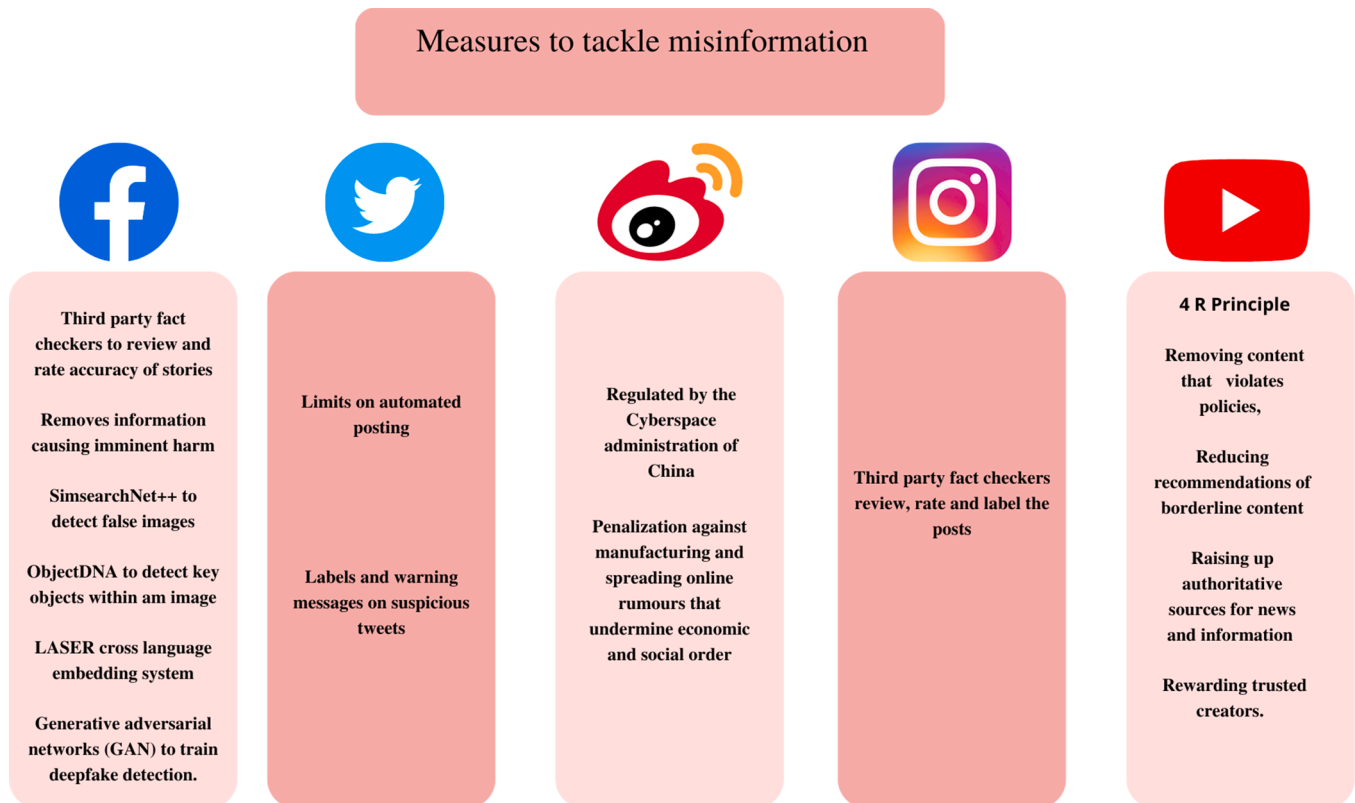 Measures to tackle misinformation
Third party fact
checkers to review and
rate accuracy of stories
Removes information
causing imminent harm
SimsearchNet++ to
detect false images
ObjectDNA to detect key
objects within am image
LASER cross language
embedding system
Generative adversarial
networks (GAN) to train
deepfake detection.
Limits on automated
posting
Labels and warning
messages on suspicious
tweets
Regulated by the
Cyberspace
administration of
China
Penalization against
manufacturing and
spreading online
rumours that
undermine economic
and social order
Third party fact checkers
review, rate and label the
posts
4 R Principle
Removing content
that violates
policies,
Reducing
recommendations of
borderline content
Raising up
authoritative
sources for news
and information
Rewarding trusted
creators.